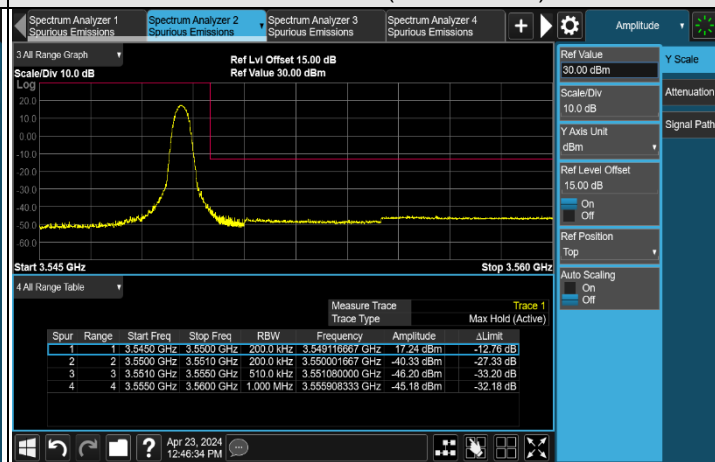 Spectrum Analyzer 1
Spurious Emissions
Spectrum Analyzer 2
Spurious Emissions
Spectrum Analyzer 3
Spurious Emissions
Spectrum Analyzer 4
Spurious Emissions
+
Amplitude
3 All Range Graph
Ref Lvl Offset 15.00 dB
Scale/Div 10.0 dB
Ref Value 30.00 dBm
Log
20.0
10.0
0.00
-10.0
-20.0
-30.0
-40.0
-50.0
-60.0
Start 3.545 GHz
Stop 3.560 GHz
4 All Range Table
Measure Trace Trace 1
Trace Type Max Hold (Active)
Spur Range Start Freq Stop Freq RBW Frequency Amplitude ΔLimit
1 1 3.5450 GHz 3.5500 GHz 200.0 kHz 3.549116667 GHz 17.24 dBm -12.76 dB
2 2 3.5500 GHz 3.5510 GHz 200.0 kHz 3.550001667 GHz -40.33 dBm -27.33 dB
3 3 3.5510 GHz 3.5550 GHz 510.0 kHz 3.551080000 GHz -46.20 dBm -33.20 dB
4 4 3.5550 GHz 3.5600 GHz 1.000 MHz 3.555908333 GHz -45.18 dBm -32.18 dB
Ref Value
30.00 dBm
Scale/Div
10.0 dB
Y Axis Unit
dBm
Ref Level Offset
15.00 dB
On
Off
Ref Position
Top
Auto Scaling
On
Off
Y Scale
Attenuation
Signal Path
?
Apr 23, 2024
12:46:34 PM